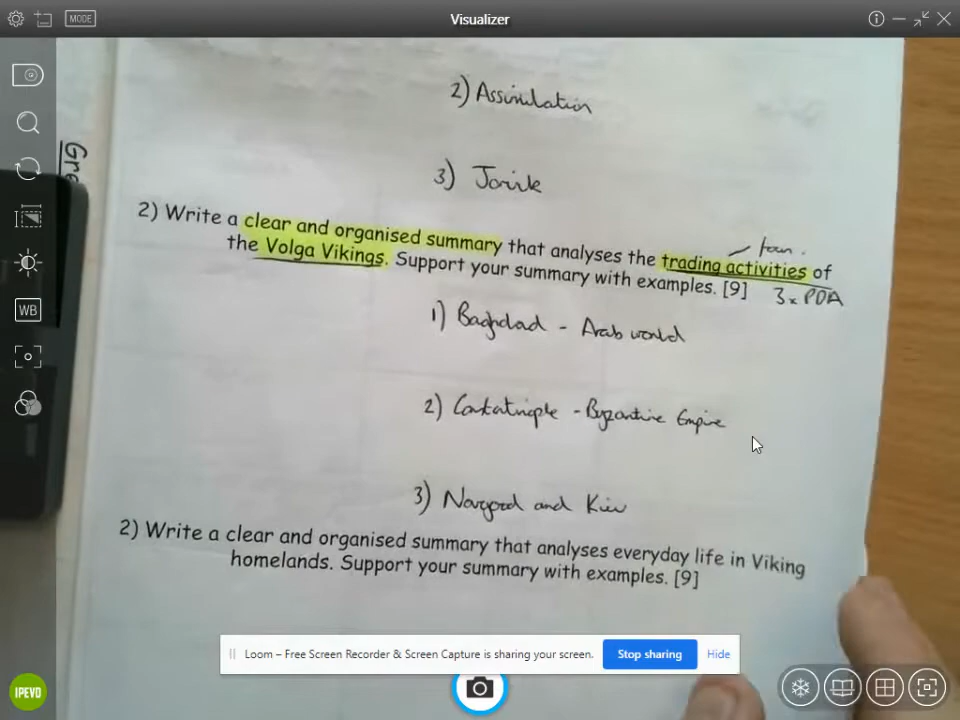 MODE
Visualizer
2) Assimilation
Gre
3) Jorvik
2) Write a clear and organised summary that analyses the trading activities of
the Volga Vikings. Support your summary with examples. [9] 3 x PDA
1) Baghdad - Arab world
WB
2) Constantinople - Byzantine Empire
3) Novgorod and Kiev
2) Write a clear and organised summary that analyses everyday life in Viking
homelands. Support your summary with examples. [9]
Loom – Free Screen Recorder & Screen Capture is sharing your screen. Stop sharing Hide
IPEVO